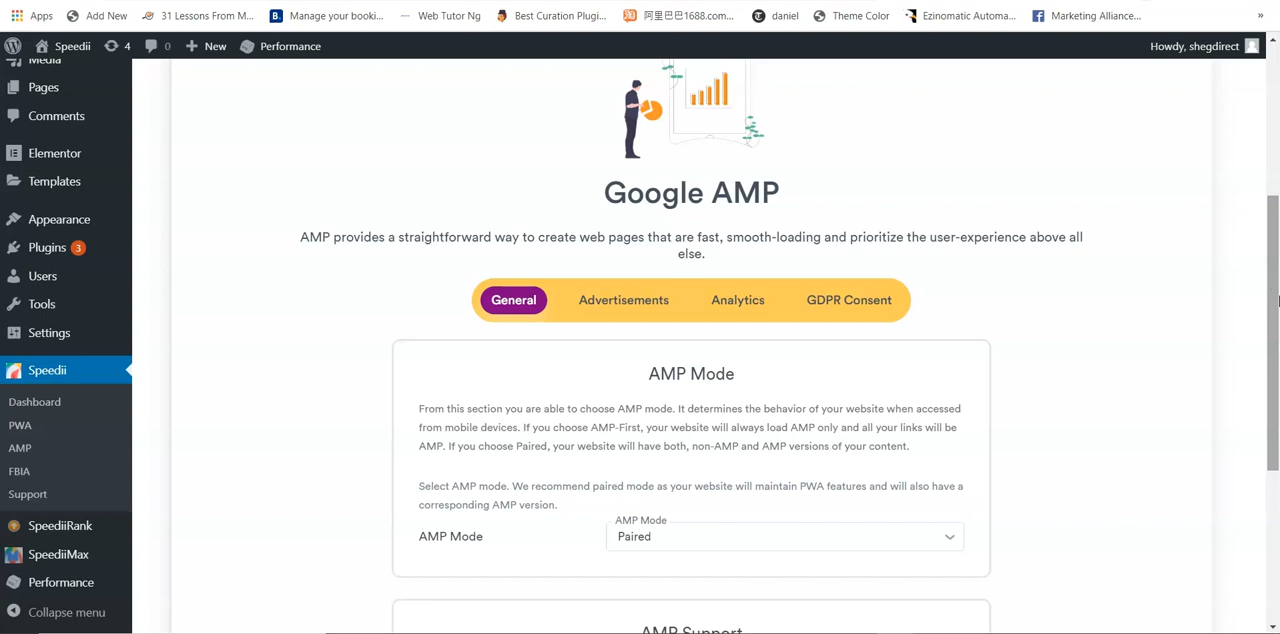 Apps Add New 31 Lessons From M... Manage your booki... Web Tutor Ng Best Curation Plugi... 阿里巴巴1688.com... daniel Theme Color Ezinomatic Automa... Marketing Alliance... »
Speedii 4 0 New Performance Howdy, shegdirect
Media
Pages
Comments
Elementor
Templates
Appearance
Plugins 3
Users
Tools
Settings
Speedii
Dashboard
PWA
AMP
FBIA
Support
SpeediiRank
SpeediiMax
Performance
Collapse menu
Google AMP
AMP provides a straightforward way to create web pages that are fast, smooth-loading and prioritize the user-experience above all
else.
General Advertisements Analytics GDPR Consent
AMP Mode
From this section you are able to choose AMP mode. It determines the behavior of your website when accessed
from mobile devices. If you choose AMP-First, your website will always load AMP only and all your links will be
AMP. If you choose Paired, your website will have both, non-AMP and AMP versions of your content.
Select AMP mode. We recommend paired mode as your website will maintain PWA features and will also have a
corresponding AMP version.
AMP Mode
AMP Mode
Paired
AMP Support